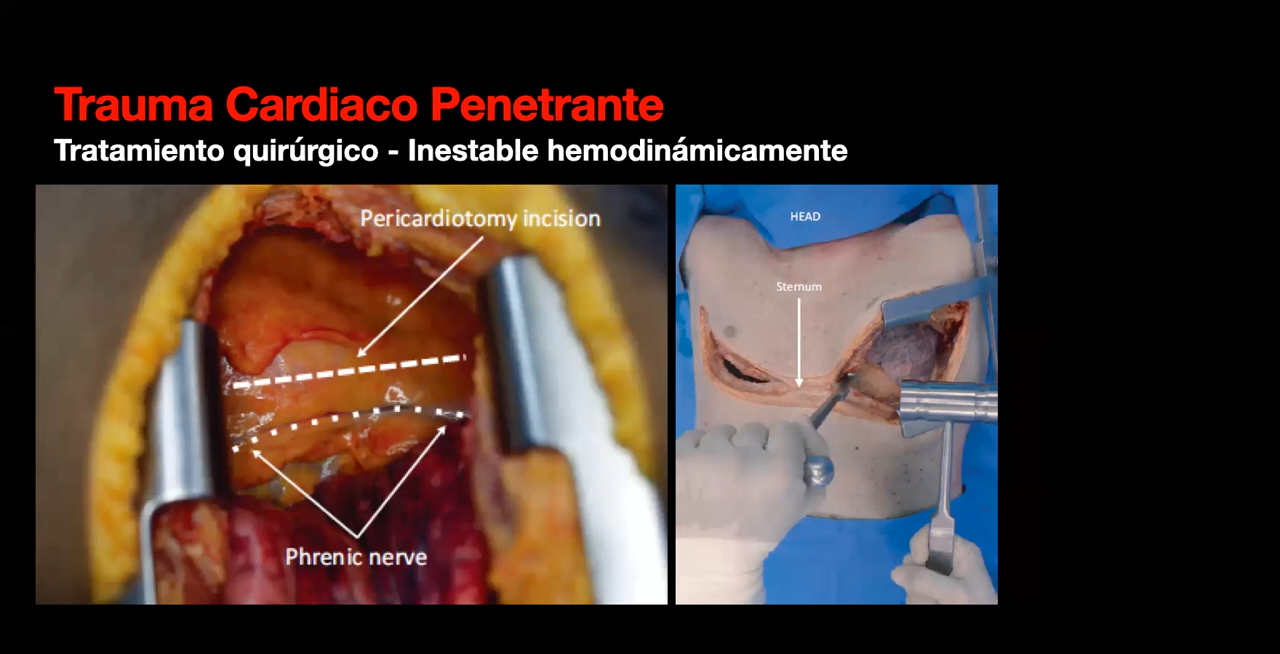 Trauma Cardiaco Penetrante
Tratamiento quirúrgico - Inestable hemodinámicamente
Pericardiotomy incision
Phrenic nerve
HEAD
Sternum